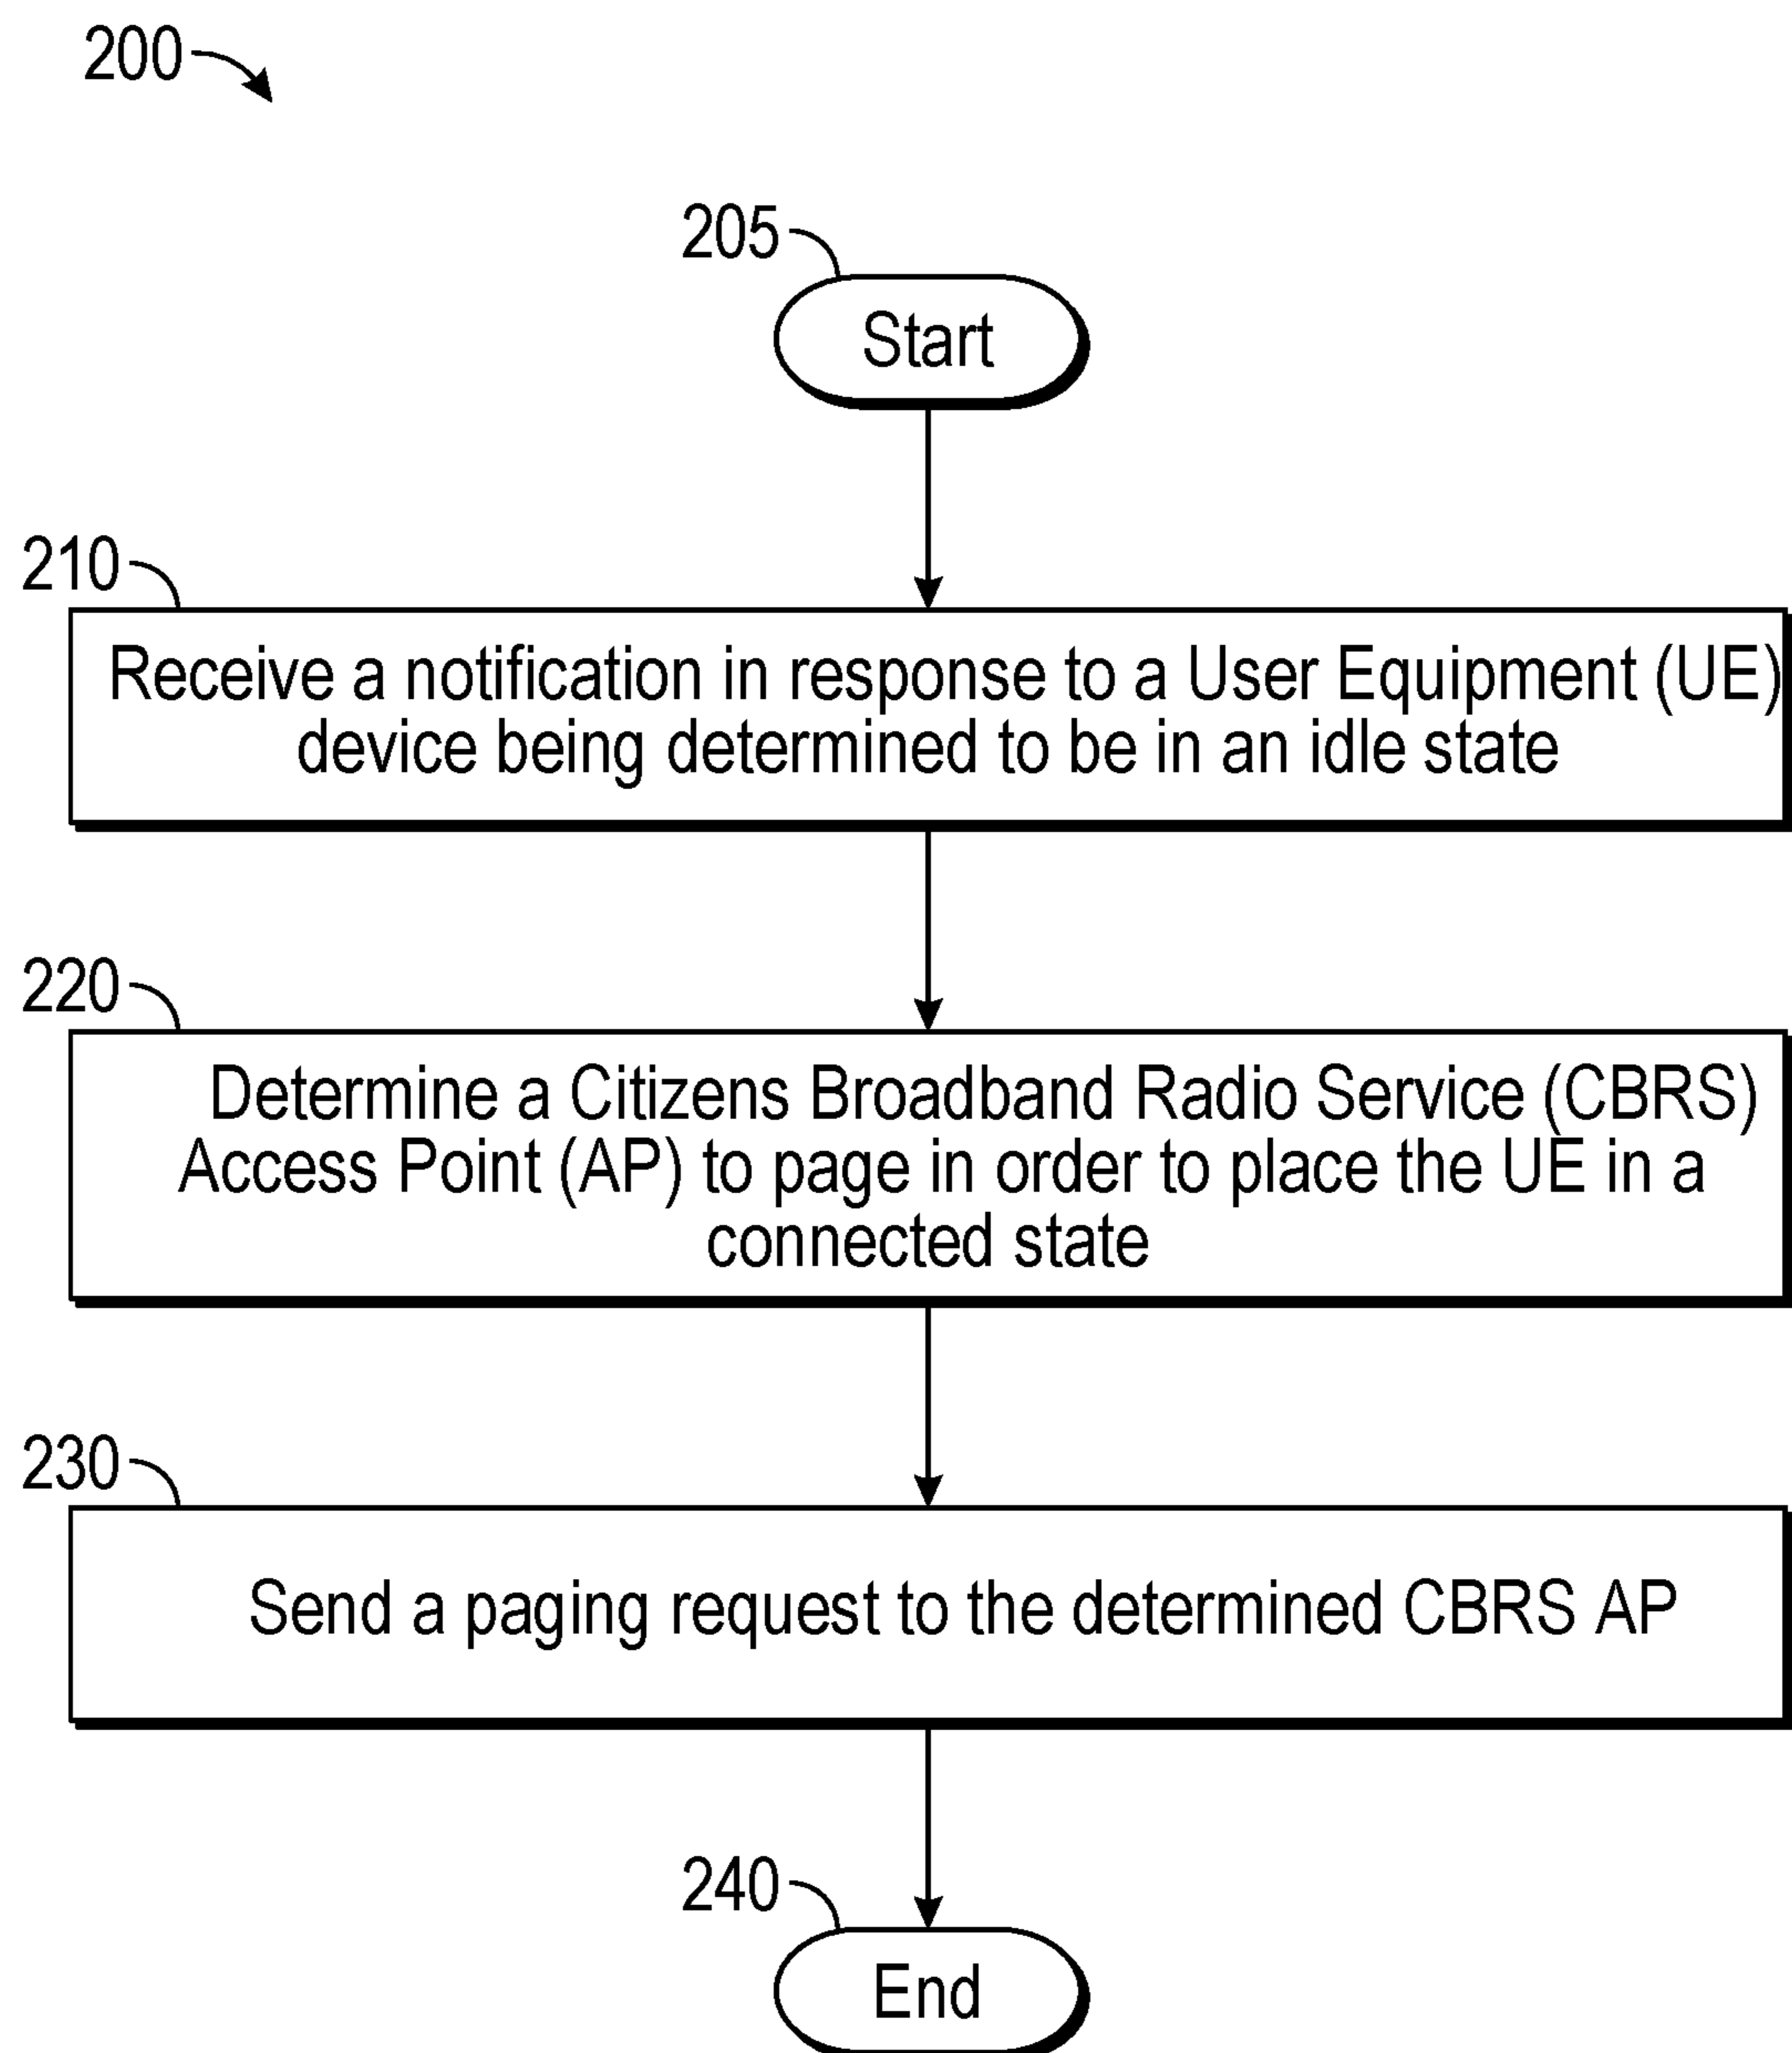 200
205
Start
210
Receive a notification in response to a User Equipment (UE)
device being determined to be in an idle state
220
Determine a Citizens Broadband Radio Service (CBRS)
Access Point (AP) to page in order to place the UE in a
connected state
230
Send a paging request to the determined CBRS AP
240
End